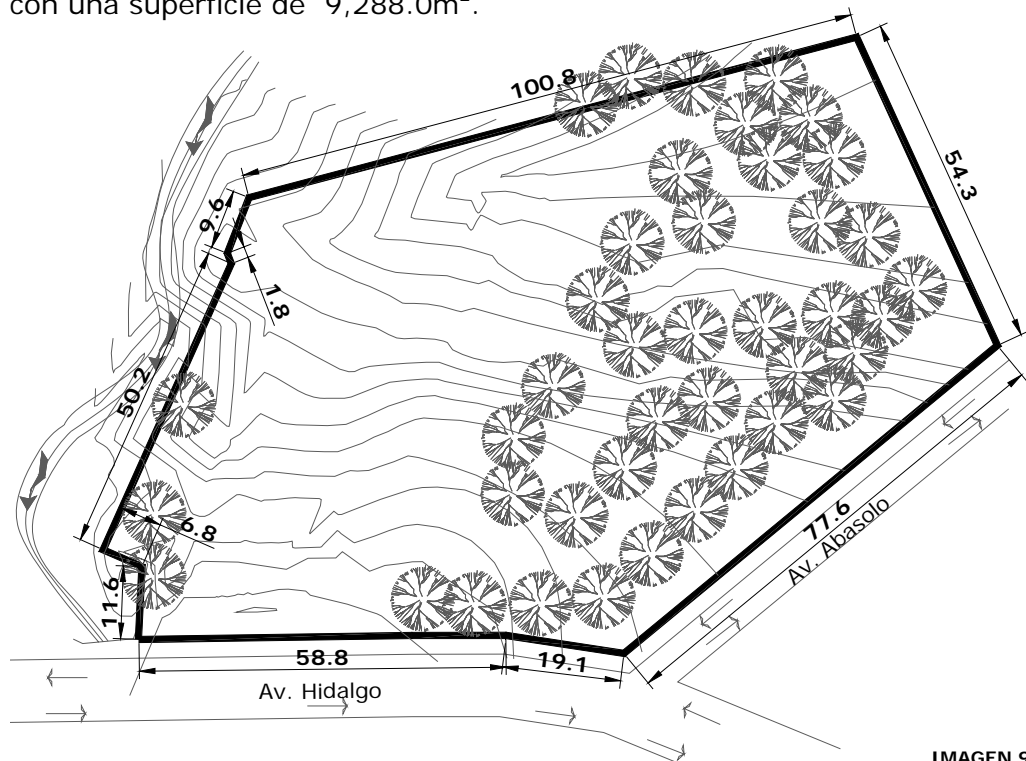 con una superficie de 9,288.0m².
100.8
54.3
9.6
1.8
50.2
6.8
11.6
77.6
Av. Abasolo
58.8
19.1
Av. Hidalgo
IMAGEN